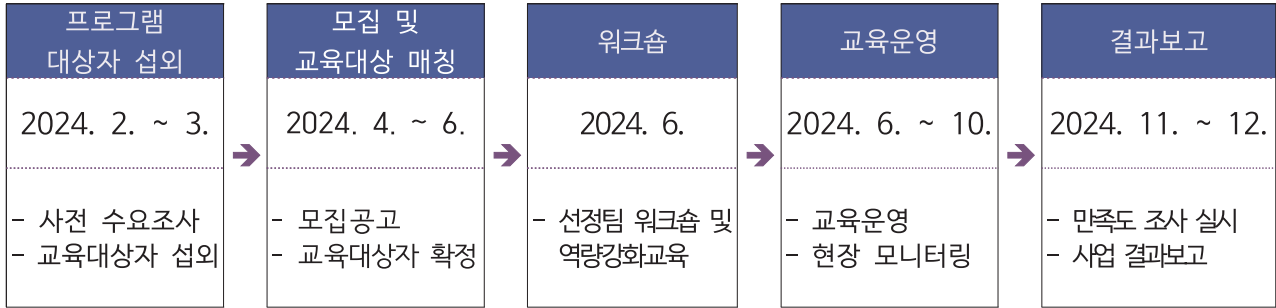 프로그램
대상자 섭외
2024. 2. ~ 3.
- 사전 수요조사
- 교육대상자 섭외
모집 및
교육대상 매칭
2024. 4. ~ 6.
- 모집공고
- 교육대상자 확정
워크숍
2024. 6.
- 선정팀 워크숍 및
역량강화교육
교육운영
2024. 6. ~ 10.
- 교육운영
- 현장 모니터링
결과보고
2024. 11. ~ 12.
- 만족도 조사 실시
- 사업 결과보고